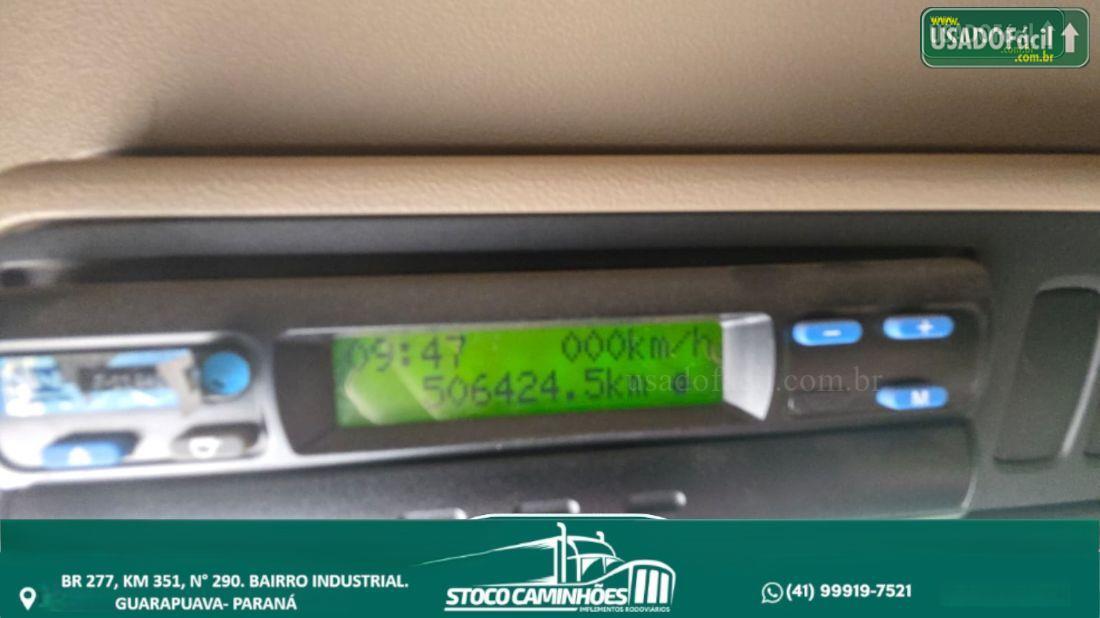 www.
USADOFácil
.com.br
09:47 000km/h
506424.5km
usadofacil.com.br
- +
M
BR 277, KM 351, N° 290. BAIRRO INDUSTRIAL.
GUARAPUAVA- PARANÁ
STOCO CAMINHÕES
IMPLEMENTOS RODOVIÁRIOS
(41) 99919-7521